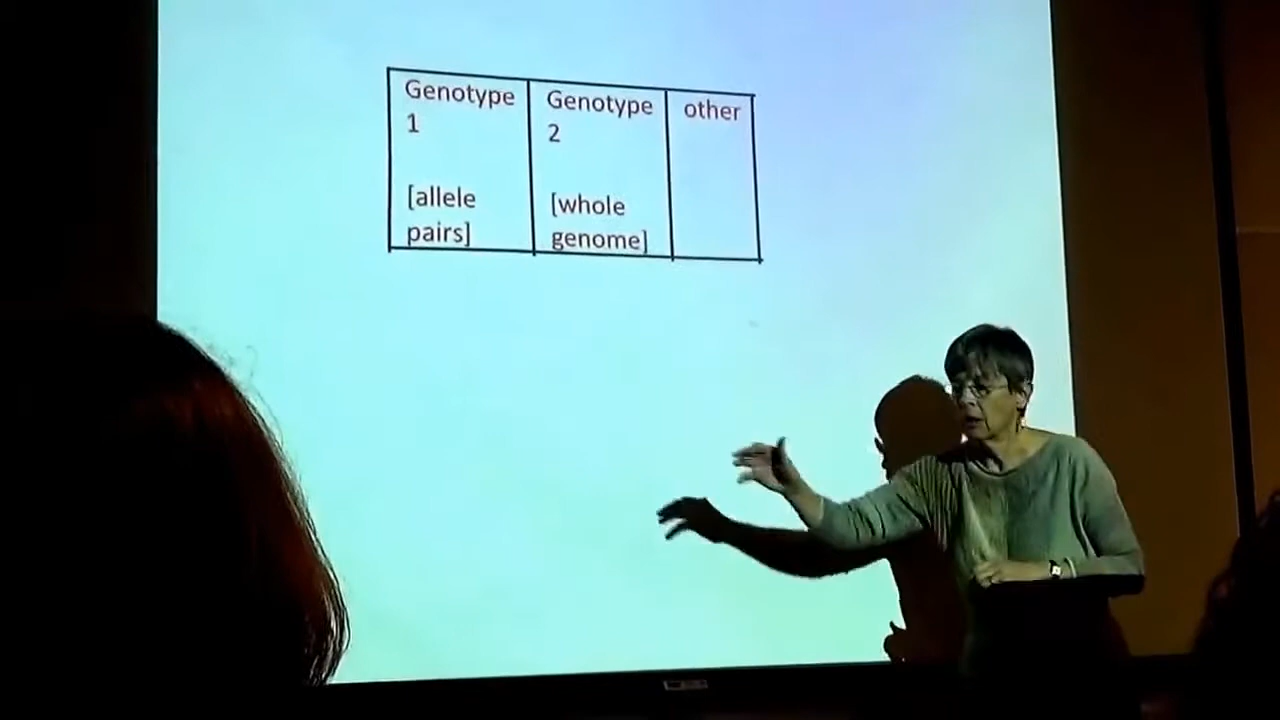 Genotype
1
[allele
pairs]
Genotype
2
[whole
genome]
other